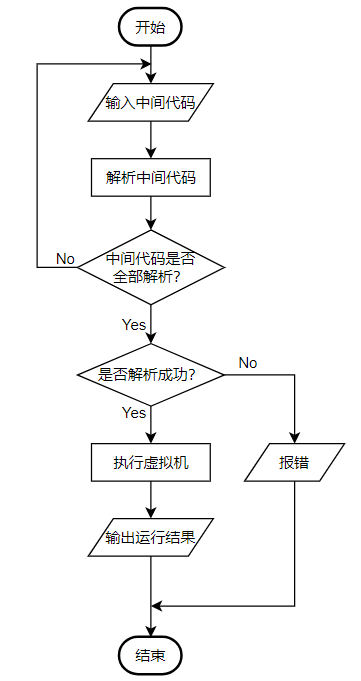 开始
输入中间代码
解析中间代码
中间代码是否
全部解析?
No
Yes
是否解析成功?
No
Yes
执行虚拟机
报错
输出运行结果
结束